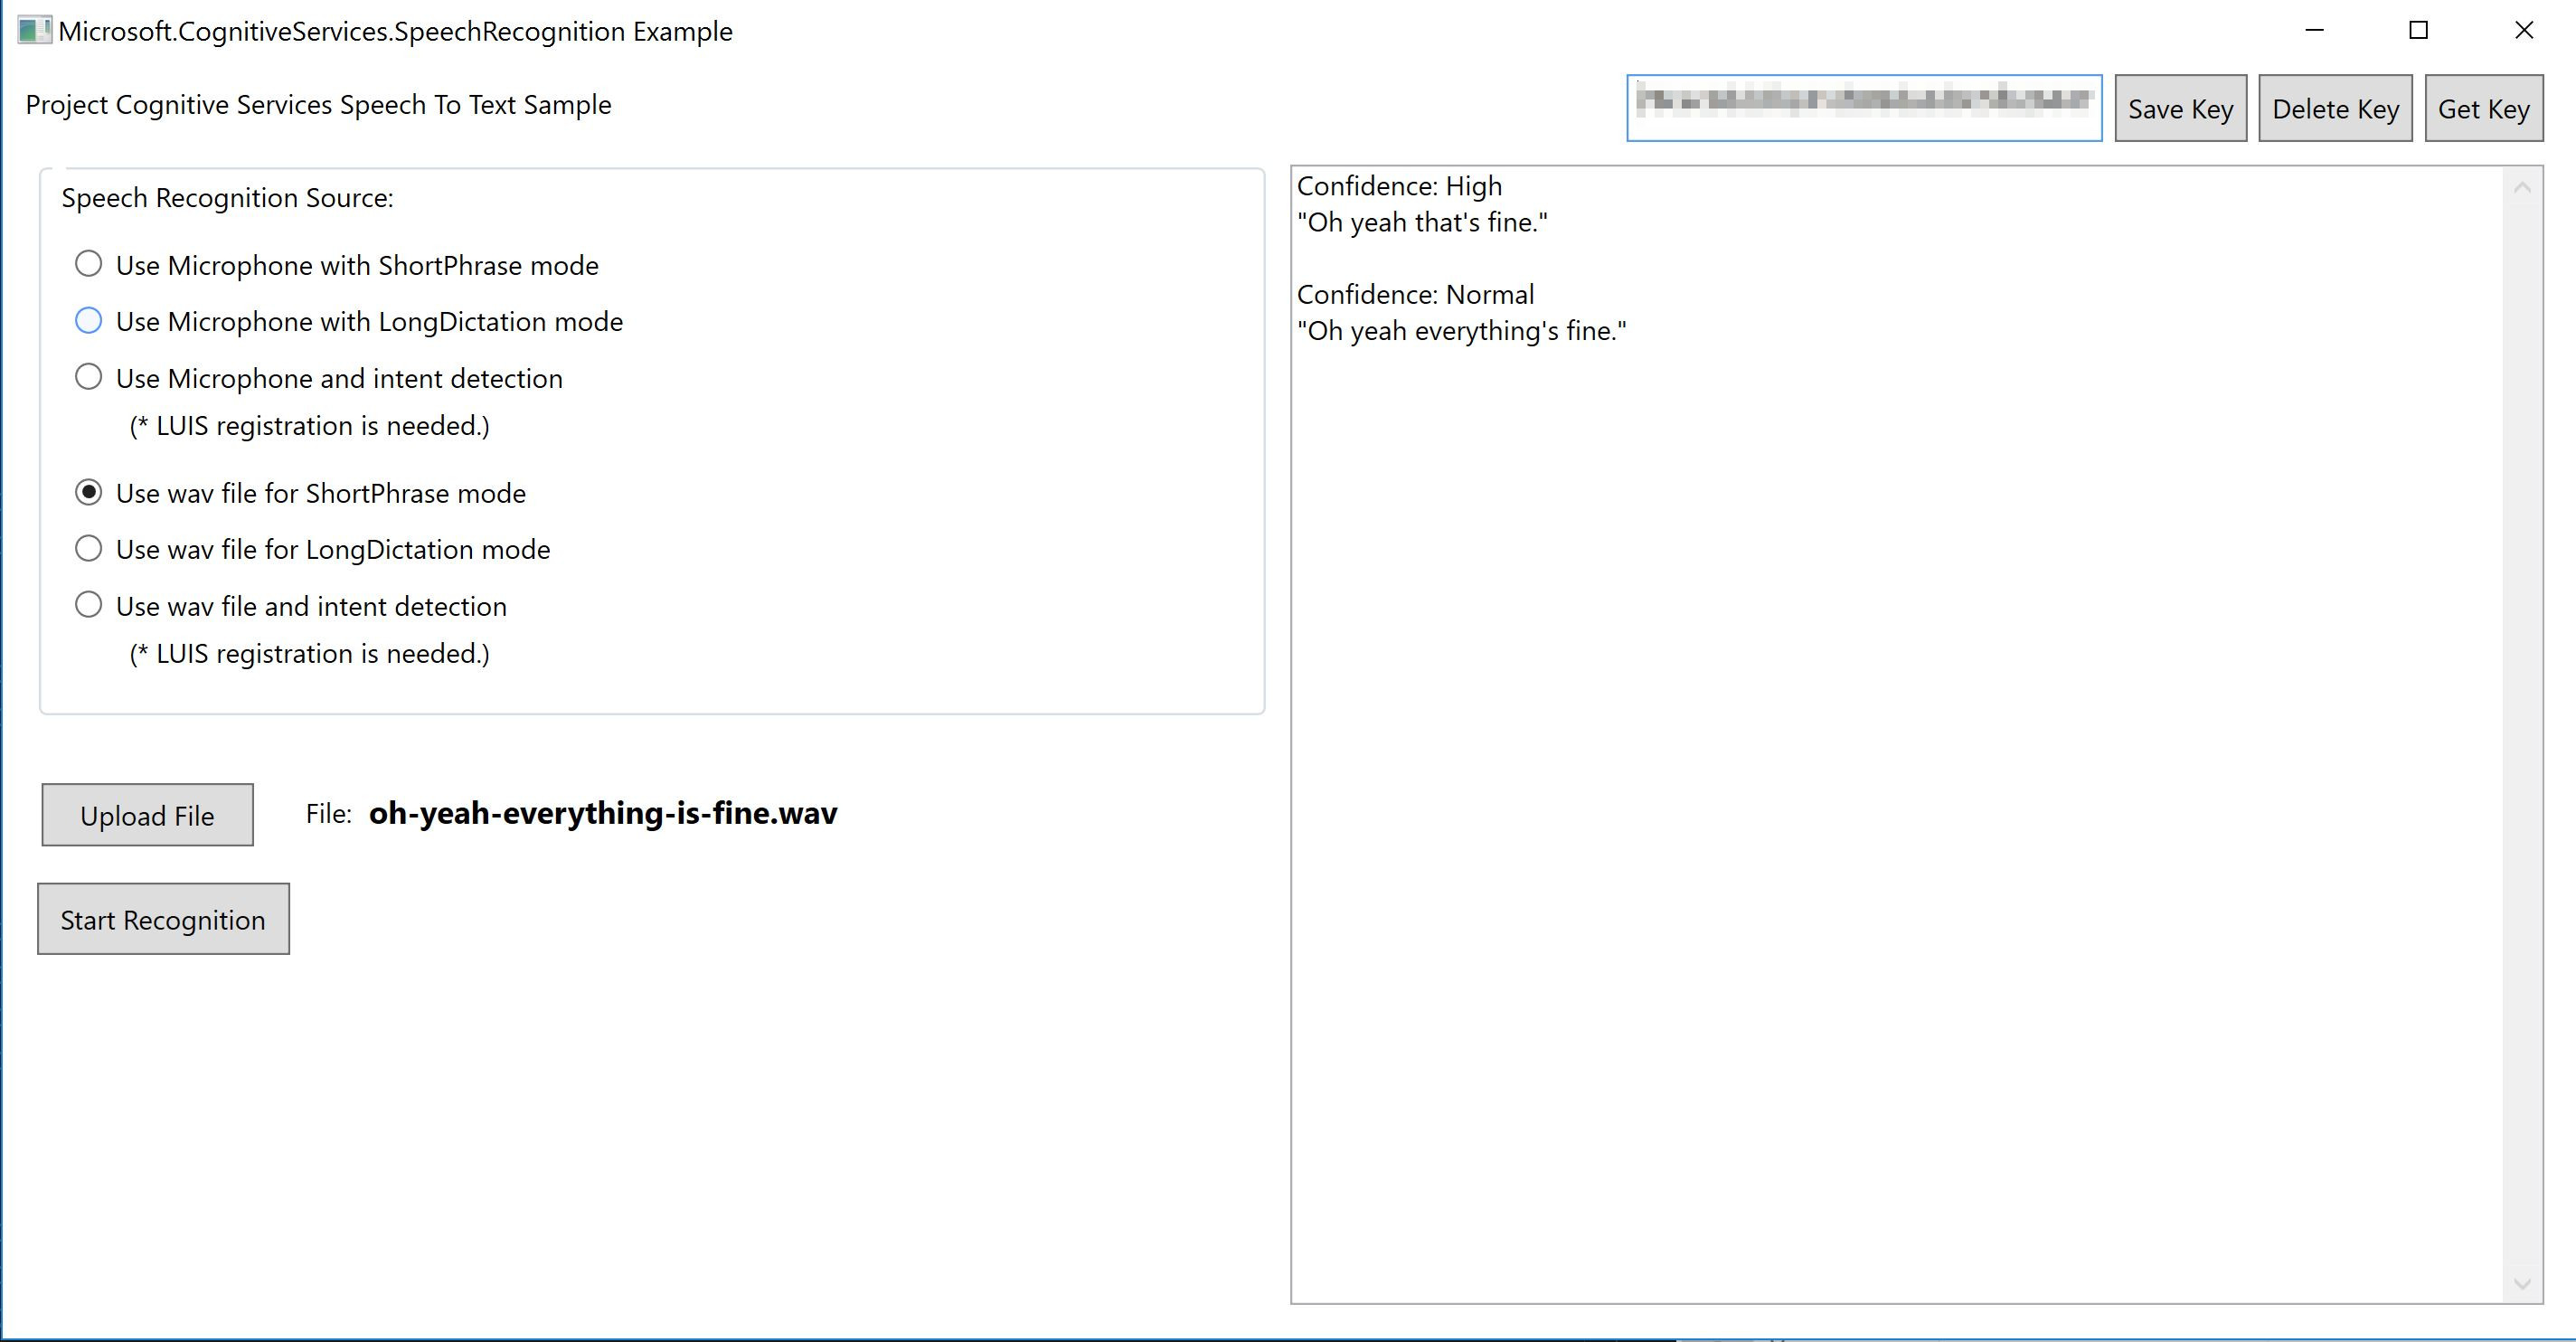 Microsoft.CognitiveServices.SpeechRecognition Example
Project Cognitive Services Speech To Text Sample
Save Key
Delete Key
Get Key
Speech Recognition Source:
Use Microphone with ShortPhrase mode
Use Microphone with LongDictation mode
Use Microphone and intent detection
(* LUIS registration is needed.)
Use wav file for ShortPhrase mode
Use wav file for LongDictation mode
Use wav file and intent detection
(* LUIS registration is needed.)
Upload File
File: oh-yeah-everything-is-fine.wav
Start Recognition
Confidence: High
"Oh yeah that's fine."
Confidence: Normal
"Oh yeah everything's fine."